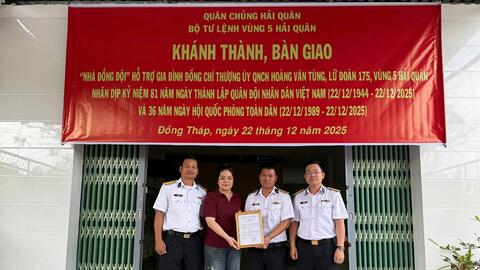 QUÂN CHỦNG HẢI QUÂN
BỘ TƯ LỆNH VÙNG 5 HẢI QUÂN
KHÁNH THÀNH, BÀN GIAO
"NHÀ ĐỒNG ĐỘI" HỖ TRỢ GIA ĐÌNH ĐỒNG CHÍ THƯỢNG ÚY QNCN HOÀNG VĂN TÙNG, LỮ ĐOÀN 175, VÙNG 5 HẢI QUÂN
NHÂN DỊP KỶ NIỆM 81 NĂM NGÀY THÀNH LẬP QUÂN ĐỘI NHÂN DÂN VIỆT NAM (22/12/1944 - 22/12/2025)
VÀ 36 NĂM NGÀY HỘI QUỐC PHÒNG TOÀN DÂN (22/12/1989 - 22/12/2025)
Đồng Tháp, ngày 22 tháng 12 năm 2025